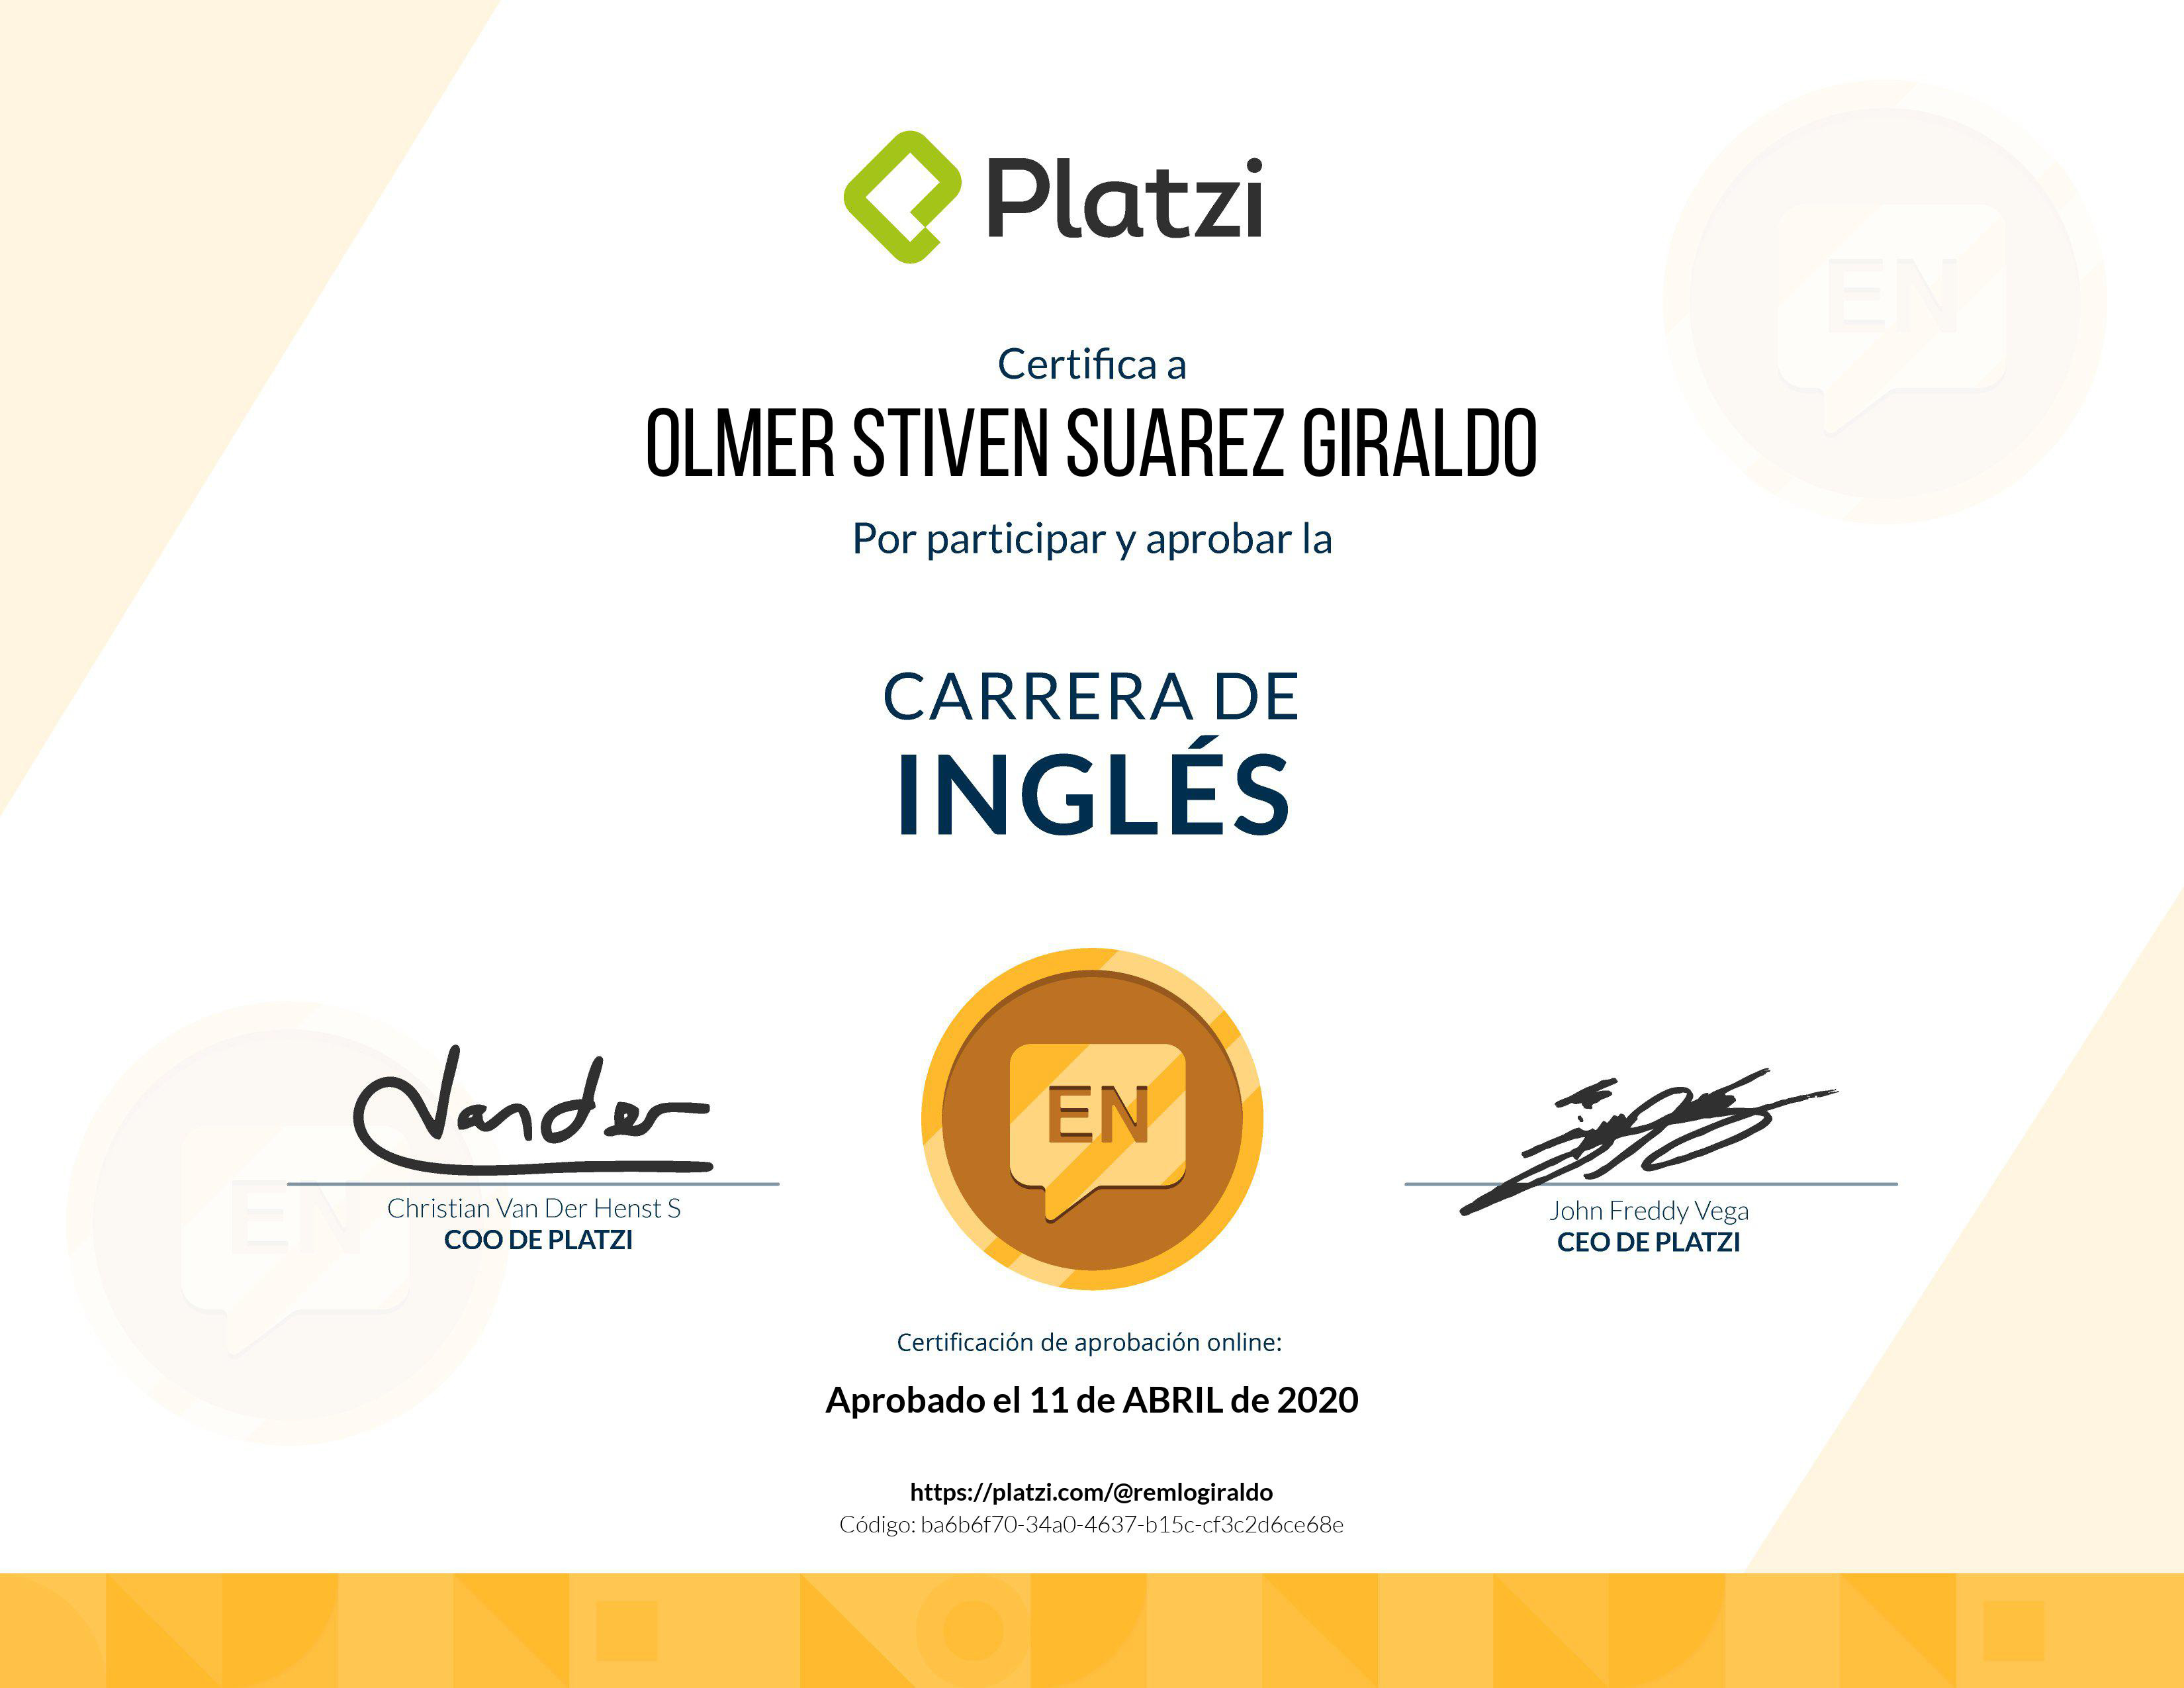 Platzi
Certifica a
OLMER STIVEN SUAREZ GIRALDO
Por participar y aprobar la
CARRERA DE
INGLÉS
EN
EN
EN
Vander
Christian Van Der Henst S
COO DE PLATZI
John Freddy Vega
CEO DE PLATZI
Certificación de aprobación online:
Aprobado el 11 de ABRIL de 2020
https://platzi.com/@remlogiraldo
Código: ba6b6f70-34a0-4637-b15c-cf3c2d6ce68e